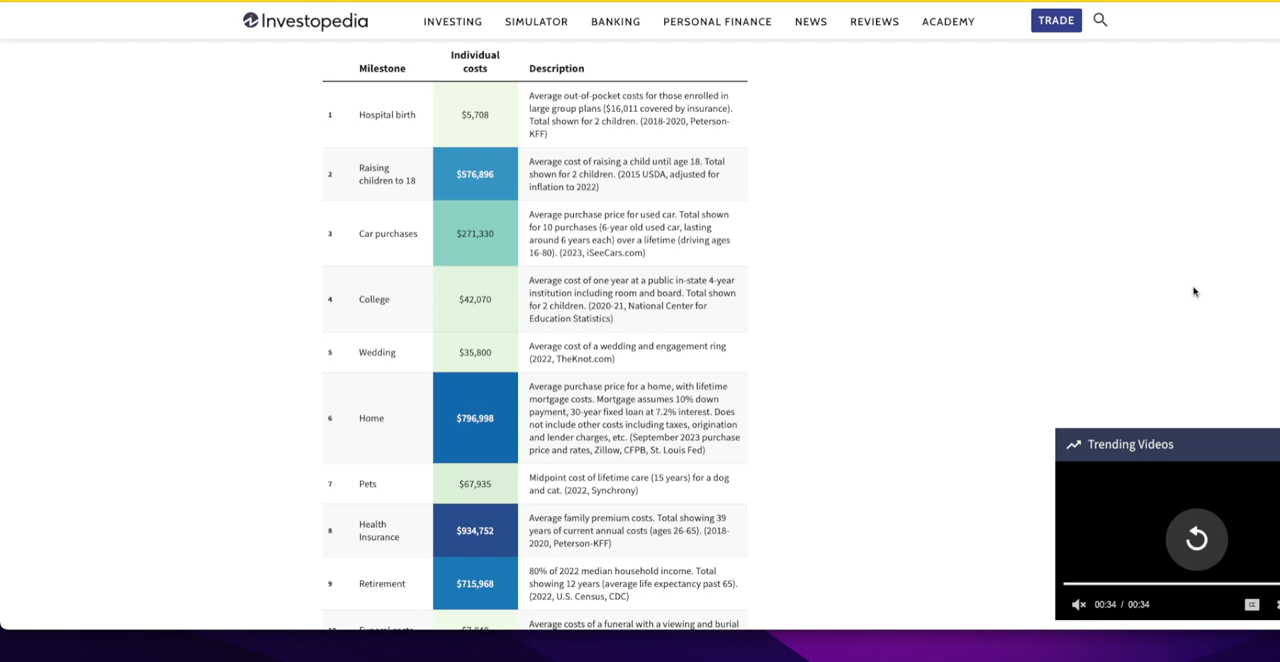 Investopedia
INVESTING SIMULATOR BANKING PERSONAL FINANCE NEWS REVIEWS ACADEMY TRADE
Individual
Milestone costs Description
1 Hospital birth $5,708
Average out-of-pocket costs for those enrolled in
large group plans ($16,011 covered by insurance).
Total shown for 2 children. (2018-2020, Peterson-
KFF)
2 Raising
children to 18
$576,896
Average cost of raising a child until age 18. Total
shown for 2 children. (2015 USDA, adjusted for
inflation to 2022)
3 Car purchases $271,330
Average purchase price for used car. Total shown
for 10 purchases (6-year old used car, lasting
around 6 years each) over a lifetime (driving ages
16-80). (2023, iSeeCars.com)
4 College $42,070
Average cost of one year at a public in-state 4-year
institution including room and board. Total shown
for 2 children. (2020-21, National Center for
Education Statistics)
5 Wedding $35,800
Average cost of a wedding and engagement ring
(2022, TheKnot.com)
6 Home $796,998
Average purchase price for a home, with lifetime
mortgage costs. Mortgage assumes 10% down
payment, 30-year fixed loan at 7.2% interest. Does
not include other costs including taxes, origination
and lender charges, etc. (September 2023 purchase
price and rates, Zillow, CFPB, St. Louis Fed)
7 Pets $67,935
Midpoint cost of lifetime care (15 years) for a dog
and cat. (2022, Synchrony)
8 Health
Insurance
$934,752
Average family premium costs. Total showing 39
years of current annual costs (ages 26-65). (2018-
2020, Peterson-KFF)
9 Retirement $715,968
80% of 2022 median household income. Total
showing 12 years (average life expectancy past 65).
(2022, U.S. Census, CDC)
Average costs of a funeral with a viewing and burial
Trending Videos
00:34 / 00:34
CC